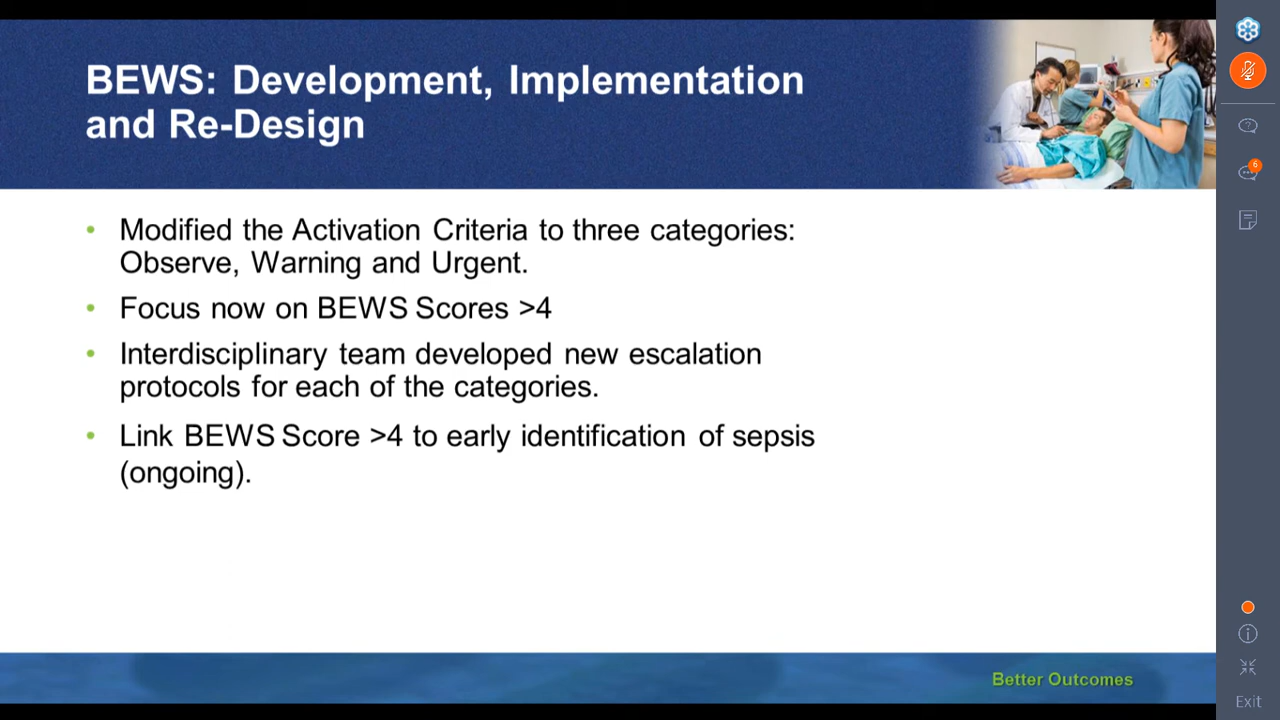 BEWS: Development, Implementation
and Re-Design
• Modified the Activation Criteria to three categories:
Observe, Warning and Urgent.
• Focus now on BEWS Scores >4
• Interdisciplinary team developed new escalation
protocols for each of the categories.
• Link BEWS Score >4 to early identification of sepsis
(ongoing).
Better Outcomes
6
Exit